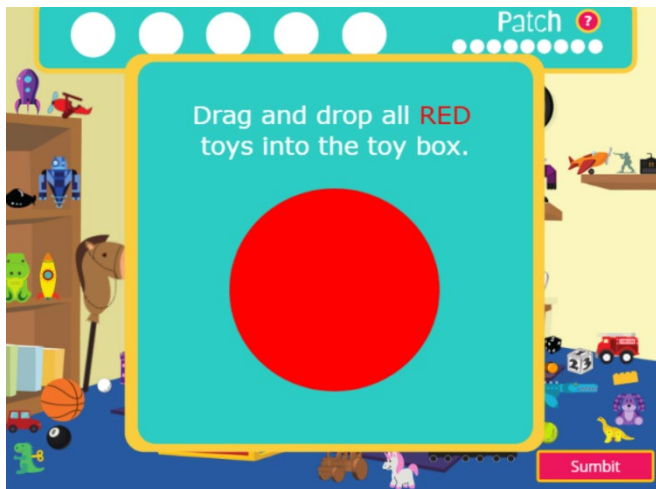 Patch ?
Drag and drop all RED
toys into the toy box.
Sumbit